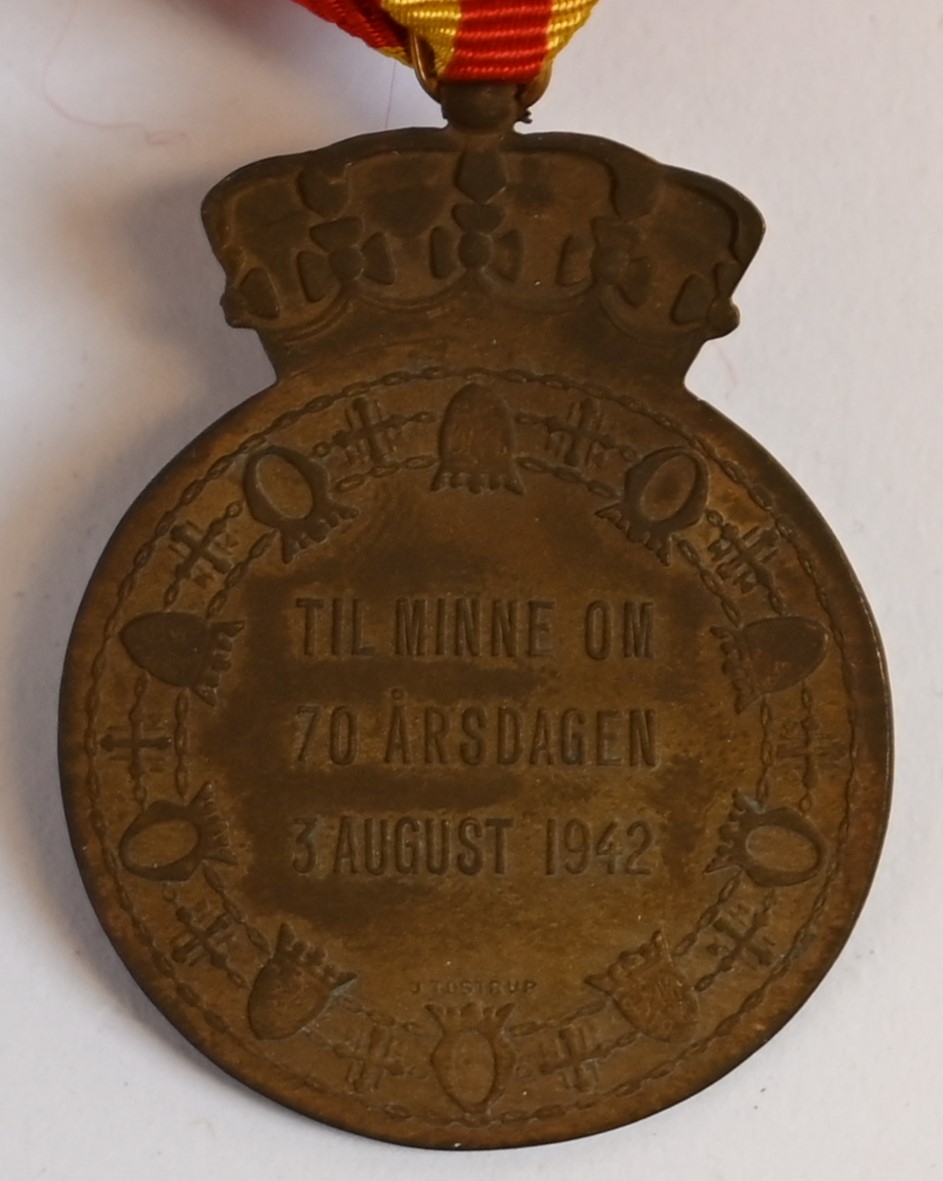 TIL MINNE OM
70 ÅRSDAGEN
3 AUGUST 1942
J TOSTRUP